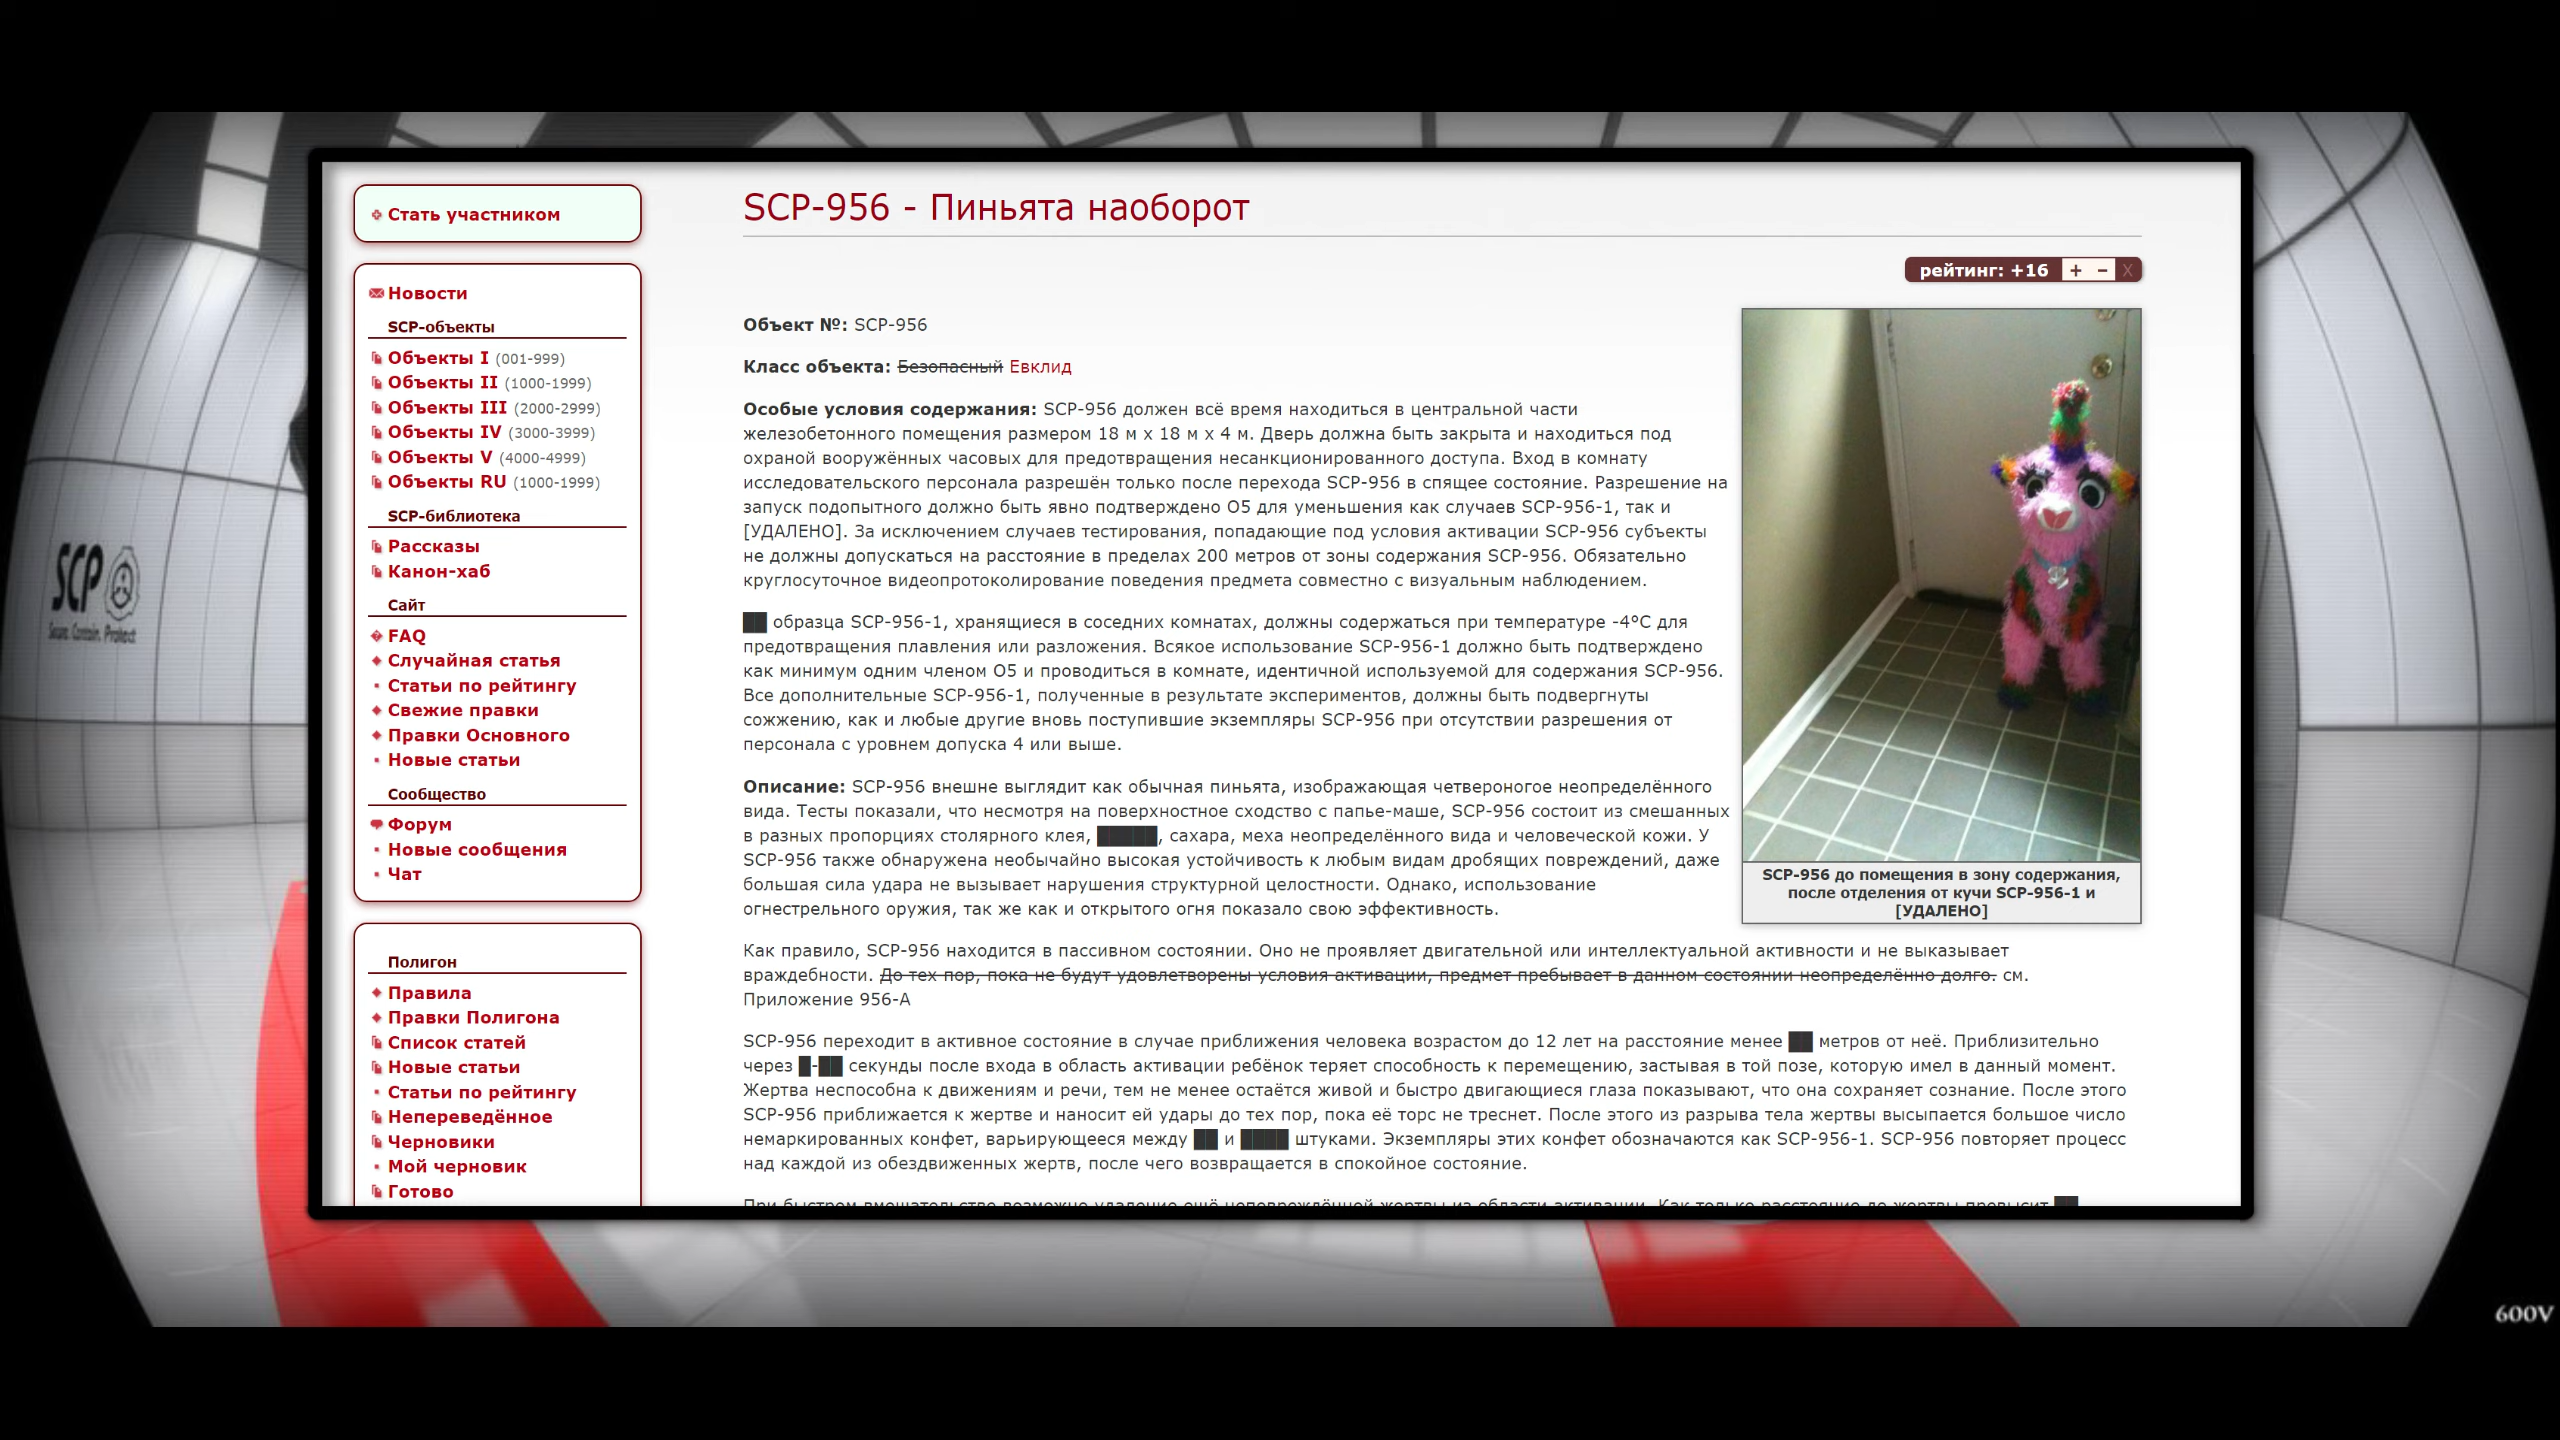 Стать участником
Новости
SCP-объекты
Объекты I (001-999)
Объекты II (1000-1999)
Объекты III (2000-2999)
Объекты IV (3000-3999)
Объекты V (4000-4999)
Объекты RU (1000-1999)
SCP-библиотека
Рассказы
Канон-хаб
Сайт
FAQ
Случайная статья
Статьи по рейтингу
Свежие правки
Правки Основного
Новые статьи
Сообщество
Форум
Новые сообщения
Чат
Полигон
Правила
Правки Полигона
Список статей
Новые статьи
Статьи по рейтингу
Непереведённое
Черновики
Мой черновик
Готово
SCP-956 - Пиньята наоборот
рейтинг: +16 + – X
Объект №: SCP-956
Класс объекта: Безопасный Евклид
Особые условия содержания: SCP-956 должен всё время находиться в центральной части
железобетонного помещения размером 18 м x 18 м x 4 м. Дверь должна быть закрыта и находиться под
охраной вооружённых часовых для предотвращения несанкционированного доступа. Вход в комнату
исследовательского персонала разрешён только после перехода SCP-956 в спящее состояние. Разрешение на
запуск подопытного должно быть явно подтверждено O5 для уменьшения как случаев SCP-956-1, так и
[УДАЛЕНО]. За исключением случаев тестирования, попадающие под условия активации SCP-956 субъекты
не должны допускаться на расстояние в пределах 200 метров от зоны содержания SCP-956. Обязательно
круглосуточное видеопротоколирование поведения предмета совместно с визуальным наблюдением.
██ образца SCP-956-1, хранящиеся в соседних комнатах, должны содержаться при температуре -4°C для
предотвращения плавления или разложения. Всякое использование SCP-956-1 должно быть подтверждено
как минимум одним членом O5 и проводиться в комнате, идентичной используемой для содержания SCP-956.
Все дополнительные SCP-956-1, полученные в результате экспериментов, должны быть подвергнуты
сожжению, как и любые другие вновь поступившие экземпляры SCP-956 при отсутствии разрешения от
персонала с уровнем допуска 4 или выше.
Описание: SCP-956 внешне выглядит как обычная пиньята, изображающая четвероногое неопределённого
вида. Тесты показали, что несмотря на поверхностное сходство с папье-маше, SCP-956 состоит из смешанных
в разных пропорциях столярного клея, █████, сахара, меха неопределённого вида и человеческой кожи. У
SCP-956 также обнаружена необычайно высокая устойчивость к любым видам дробящих повреждений, даже
большая сила удара не вызывает нарушения структурной целостности. Однако, использование
огнестрельного оружия, так же как и открытого огня показало свою эффективность.
SCP-956 до помещения в зону содержания,
после отделения от кучи SCP-956-1 и
[УДАЛЕНО]
Как правило, SCP-956 находится в пассивном состоянии. Оно не проявляет двигательной или интеллектуальной активности и не выказывает
враждебности. До тех пор, пока не будут удовлетворены условия активации, предмет пребывает в данном состоянии неопределённо долго. см.
Приложение 956-А
SCP-956 переходит в активное состояние в случае приближения человека возрастом до 12 лет на расстояние менее ██ метров от неё. Приблизительно
через █-██ секунды после входа в область активации ребёнок теряет способность к перемещению, застывая в той позе, которую имел в данный момент.
Жертва неспособна к движениям и речи, тем не менее остаётся живой и быстро двигающиеся глаза показывают, что она сохраняет сознание. После этого
SCP-956 приближается к жертве и наносит ей удары до тех пор, пока её торс не треснет. После этого из разрыва тела жертвы высыпается большое число
немаркированных конфет, варьирующееся между ██ и ████ штуками. Экземпляры этих конфет обозначаются как SCP-956-1. SCP-956 повторяет процесс
над каждой из обездвиженных жертв, после чего возвращается в спокойное состояние.
При быстром вмешательстве возможно удаление ещё неповреждённой жертвы из области активации. Как только расстояние до жертвы превысит ██
SCP
Secure. Contain. Protect
600V